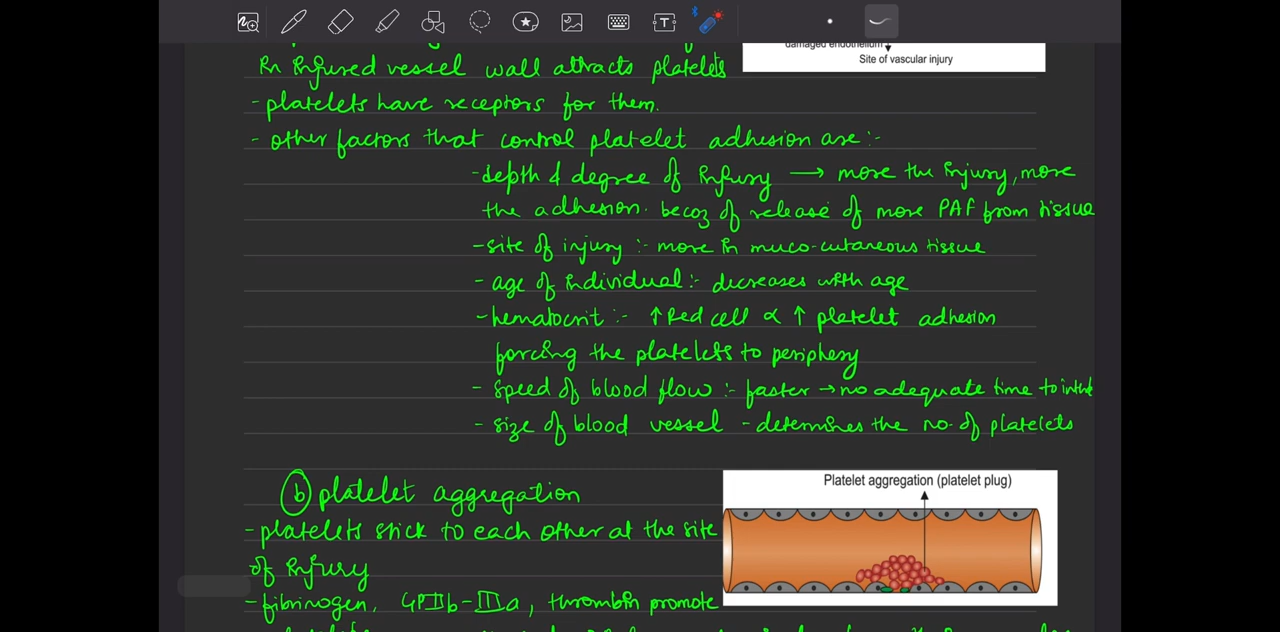 damaged endothelium
Site of vascular injury
in injured vessel wall attracts platelets
- platelets have receptors for them.
- other factors that control platelet adhesion are :-
- depth & degree of injury → more the injury, more
the adhesion. becoz of release of more PAF from tissue
- site of injury :- more in muco-cutaneous tissue
- age of individual :- decreases with age
- hematocrit :- ↑ Red cell ∝ ↑ platelet adhesion
forcing the platelets to periphery
- speed of blood flow :- faster → no adequate time to
- size of blood vessel - determines the no. of platelets
(b) platelet aggregation
Platelet aggregation (platelet plug)
- platelets stick to each other at the site
of injury
- fibrinogen, GPIIb-IIIa, thrombin promote